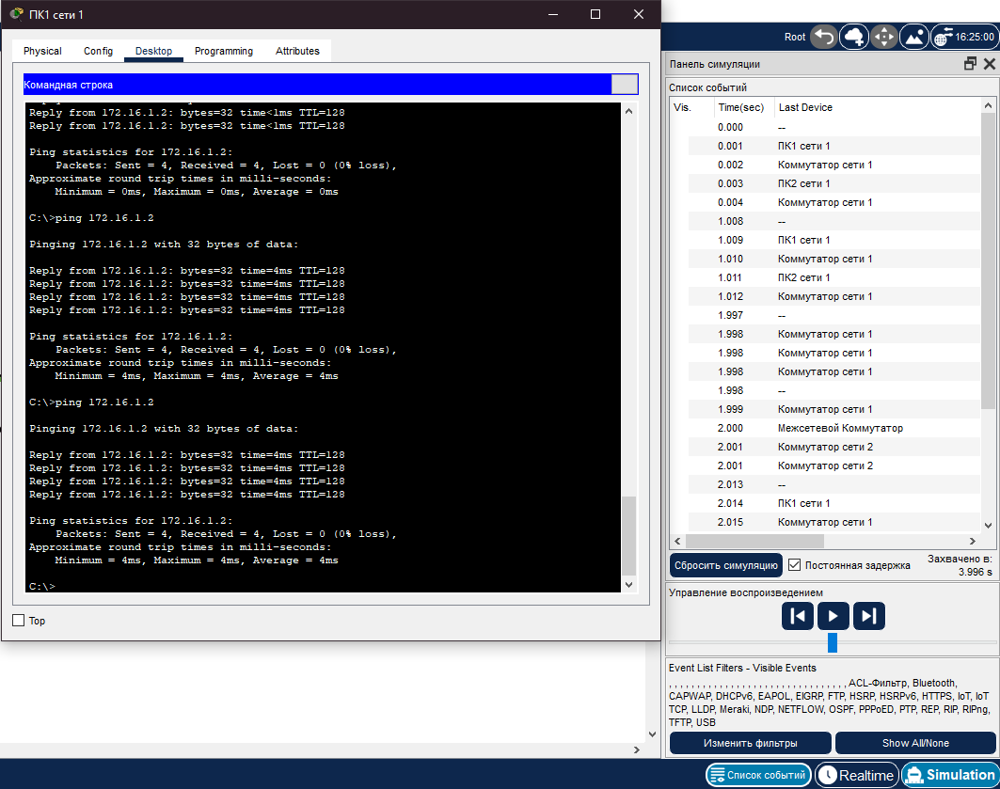 ПК1 сети 1
Physical Config Desktop Programming Attributes
Командная строка
Reply from 172.16.1.2: bytes=32 time<1ms TTL=128
Reply from 172.16.1.2: bytes=32 time<1ms TTL=128
Ping statistics for 172.16.1.2:
Packets: Sent = 4, Received = 4, Lost = 0 (0% loss),
Approximate round trip times in milli-seconds:
Minimum = 0ms, Maximum = 0ms, Average = 0ms
C:\>ping 172.16.1.2
Pinging 172.16.1.2 with 32 bytes of data:
Reply from 172.16.1.2: bytes=32 time=4ms TTL=128
Reply from 172.16.1.2: bytes=32 time=4ms TTL=128
Reply from 172.16.1.2: bytes=32 time=4ms TTL=128
Reply from 172.16.1.2: bytes=32 time=4ms TTL=128
Ping statistics for 172.16.1.2:
Packets: Sent = 4, Received = 4, Lost = 0 (0% loss),
Approximate round trip times in milli-seconds:
Minimum = 4ms, Maximum = 4ms, Average = 4ms
C:\>ping 172.16.1.2
Pinging 172.16.1.2 with 32 bytes of data:
Reply from 172.16.1.2: bytes=32 time=4ms TTL=128
Reply from 172.16.1.2: bytes=32 time=4ms TTL=128
Reply from 172.16.1.2: bytes=32 time=4ms TTL=128
Reply from 172.16.1.2: bytes=32 time=4ms TTL=128
Ping statistics for 172.16.1.2:
Packets: Sent = 4, Received = 4, Lost = 0 (0% loss),
Approximate round trip times in milli-seconds:
Minimum = 4ms, Maximum = 4ms, Average = 4ms
C:\>
Top
Root 16:25:00
Панель симуляции
Список событий
Vis. Time(sec) Last Device
0.000 --
0.001 ПК1 сети 1
0.002 Коммутатор сети 1
0.003 ПК2 сети 1
0.004 Коммутатор сети 1
1.008 --
1.009 ПК1 сети 1
1.010 Коммутатор сети 1
1.011 ПК2 сети 1
1.012 Коммутатор сети 1
1.997 --
1.998 Коммутатор сети 1
1.998 Коммутатор сети 1
1.998 Коммутатор сети 1
1.998 --
1.999 Коммутатор сети 1
2.000 Межсетевой Коммутатор
2.001 Коммутатор сети 2
2.001 Коммутатор сети 2
2.013 --
2.014 ПК1 сети 1
2.015 Коммутатор сети 1
Сбросить симуляцию Постоянная задержка Захвачено в:
3.996 s
Управление воспроизведением
Event List Filters - Visible Events
, , , , , , , , , , , , , , , , , , , , , , , , , , , , , , , ACL-Фильтр, Bluetooth,
CAPWAP, DHCPv6, EAPOL, EIGRP, FTP, HSRP, HSRPv6, HTTPS, IoT, IoT
TCP, LLDP, Meraki, NDP, NETFLOW, OSPF, PPPoED, PTP, REP, RIP, RIPng,
TFTP, USB
Изменить фильтры Show All/None
Список событий Realtime Simulation